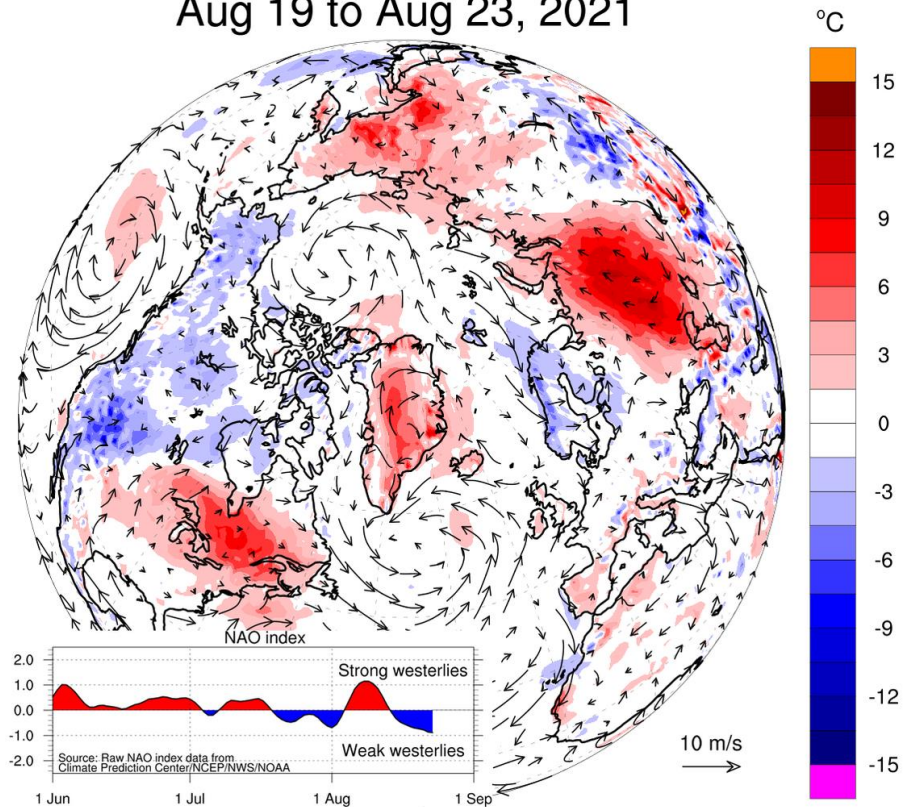 Aug 19 to Aug 23, 2021
°C
15
12
9
6
3
0
-3
-6
-9
-12
-15
NAO index
2.0
1.0
0.0
-1.0
-2.0
Strong westerlies
Weak westerlies
Source: Raw NAO index data from
Climate Prediction Center/NCEP/NWS/NOAA
1 Jun
1 Jul
1 Aug
1 Sep
10 m/s